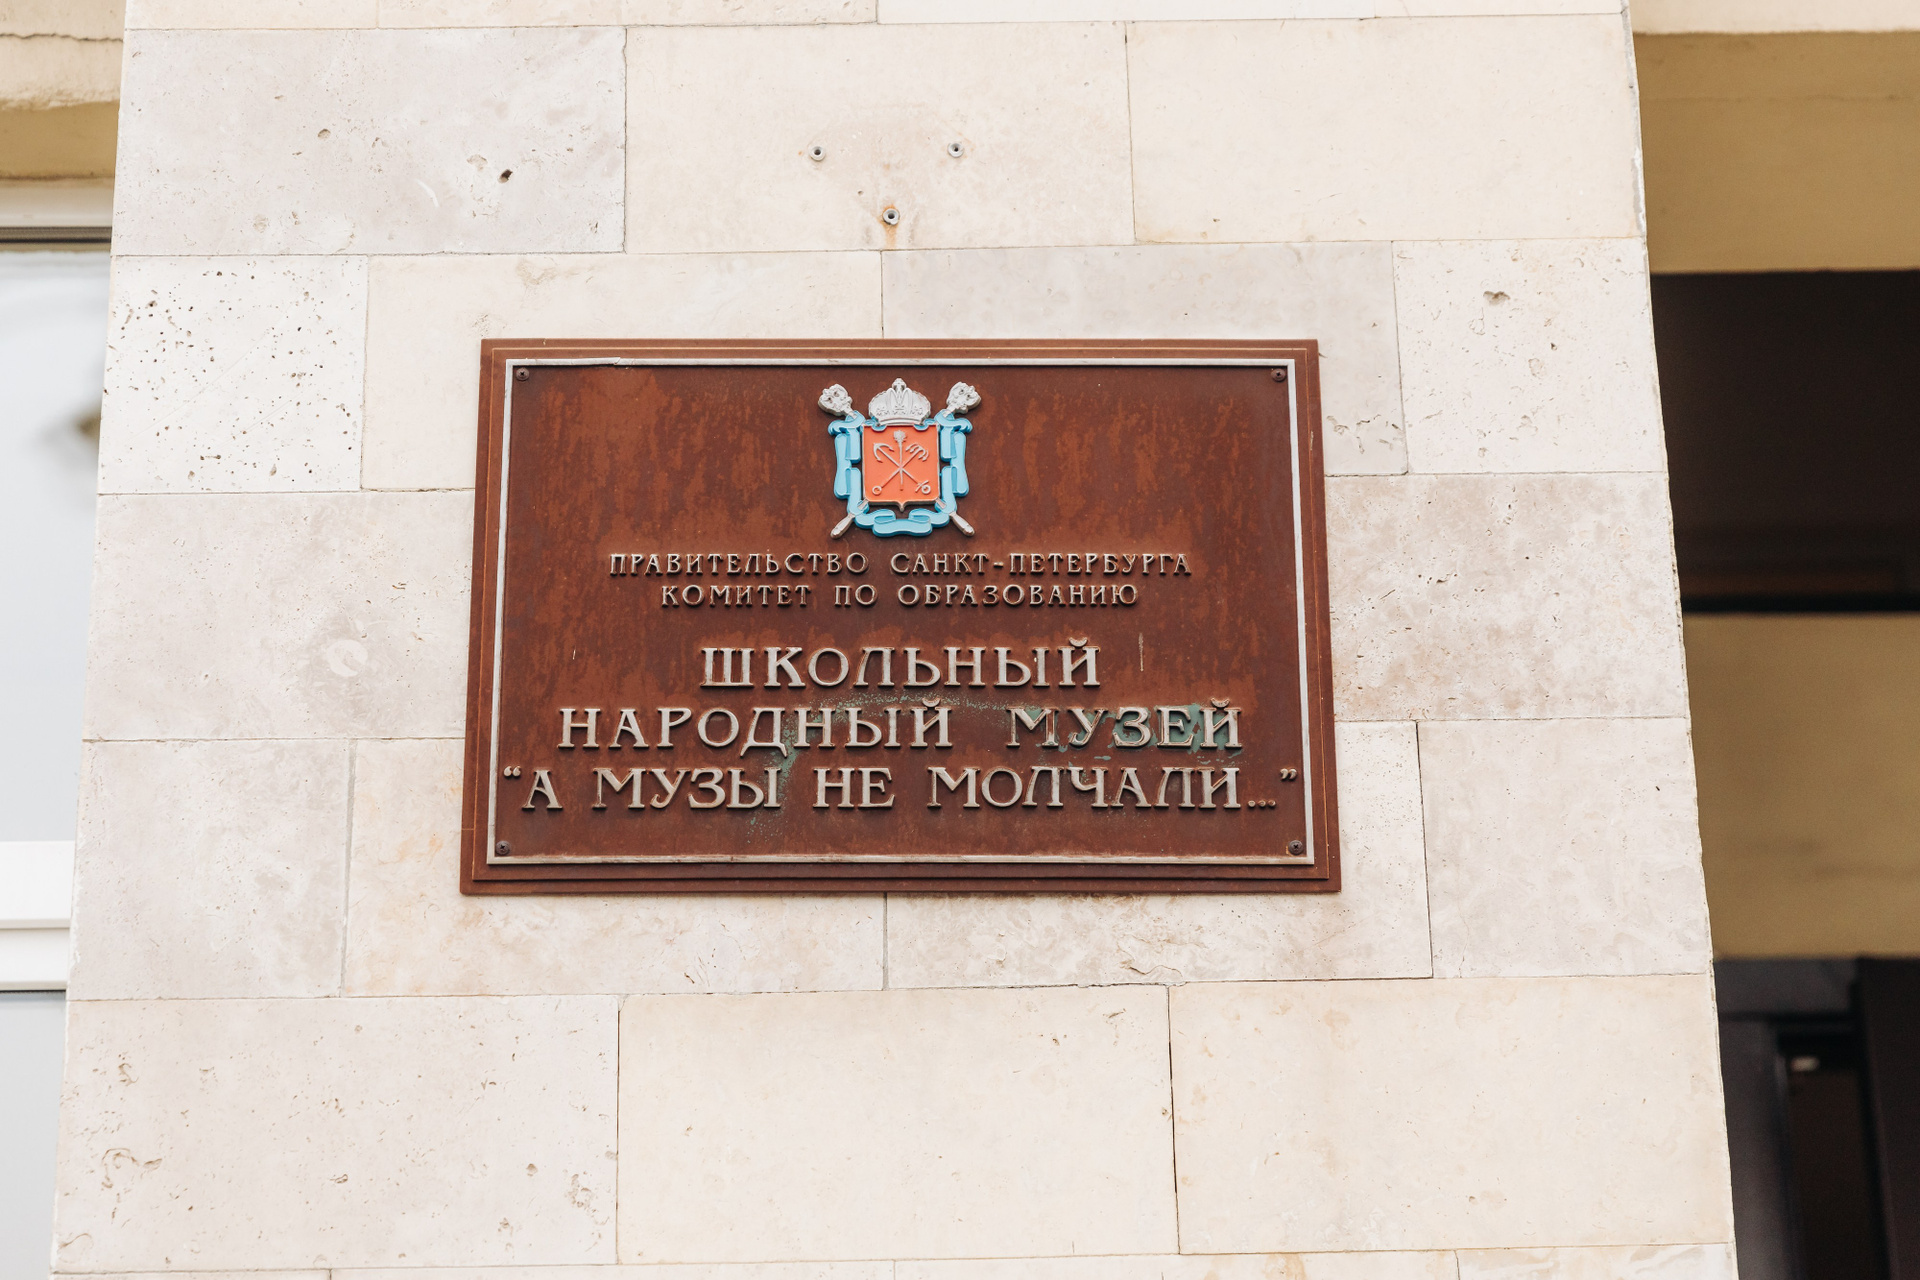 ПРАВИТЕЛЬСТВО САНКТ-ПЕТЕРБУРГА
КОМИТЕТ ПО ОБРАЗОВАНИЮ
ШКОЛЬНЫЙ
НАРОДНЫЙ МУЗЕЙ
“А МУЗЫ НЕ МОЛЧАЛИ...”